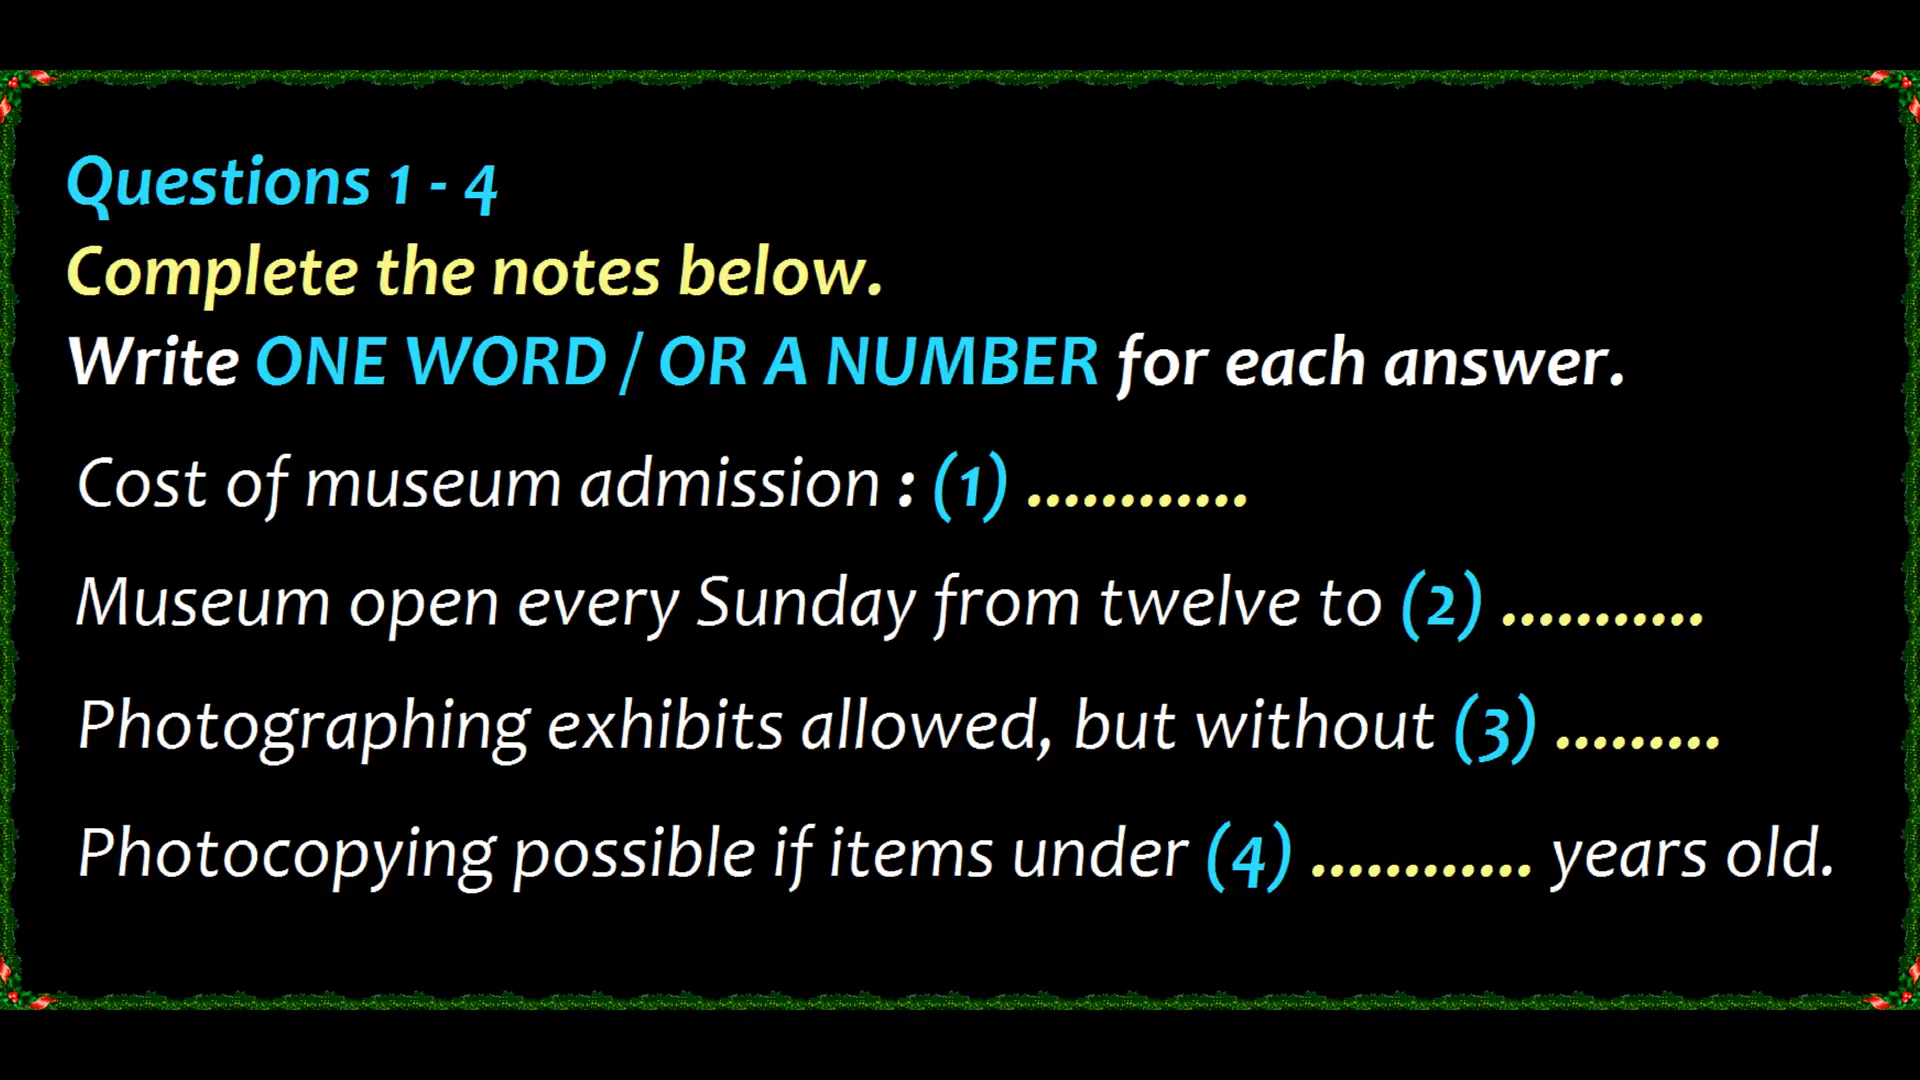 Questions 1 - 4
Complete the notes below.
Write ONE WORD / OR A NUMBER for each answer.
Cost of museum admission : (1) ............
Museum open every Sunday from twelve to (2) ...........
Photographing exhibits allowed, but without (3) .........
Photocopying possible if items under (4) ............ years old.